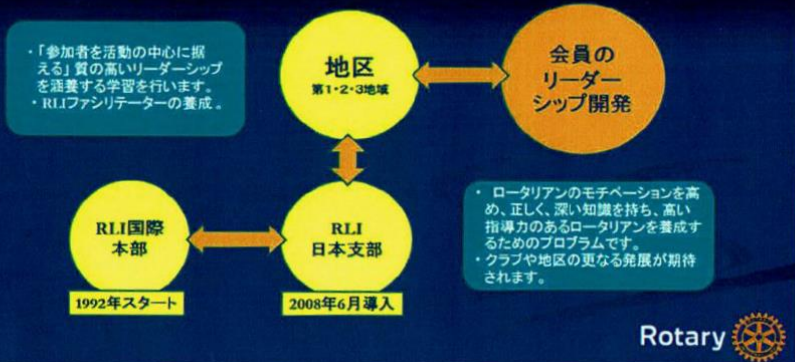 ・「参加者を活動の中心に据
える」質の高いリーダーシップ
を涵養する学習を行います。
・RLIファシリテーターの養成。
地区
第1・2・3地域
会員の
リーダー
シップ開発
RLI国際
本部
1992年スタート
RLI
日本支部
2008年6月導入
・ ロータリアンのモチベーションを高
め、正しく、深い知識を持ち、高い
指導力のあるロータリアンを養成す
るためのプログラムです。
・クラブや地区の更なる発展が期待
されます。
Rotary